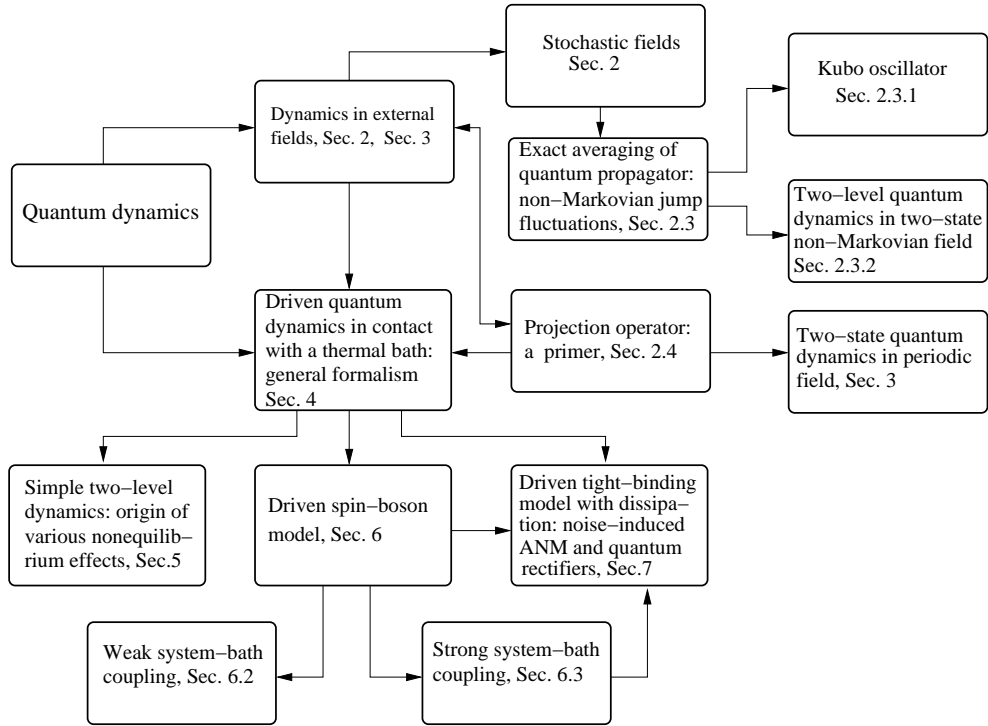 Stochastic fields
Sec. 2
Kubo oscillator
Sec. 2.3.1
Dynamics in external
fields, Sec. 2, Sec. 3
Exact averaging of
quantum propagator:
non−Markovian jump
fluctuations, Sec. 2.3
Quantum dynamics
Two−level quantum
dynamics in two−state
non−Markovian field
Sec. 2.3.2
Driven quantum
dynamics in contact
with a thermal bath:
general formalism
Sec. 4
Projection operator:
a primer, Sec. 2.4
Two−state quantum
dynamics in periodic
field, Sec. 3
Simple two−level
dynamics: origin of
various nonequilib−
rium effects, Sec.5
Driven spin−boson
model, Sec. 6
Driven tight−binding
model with dissipa−
tion: noise−induced
ANM and quantum
rectifiers, Sec.7
Weak system−bath
coupling, Sec. 6.2
Strong system−bath
coupling, Sec. 6.3